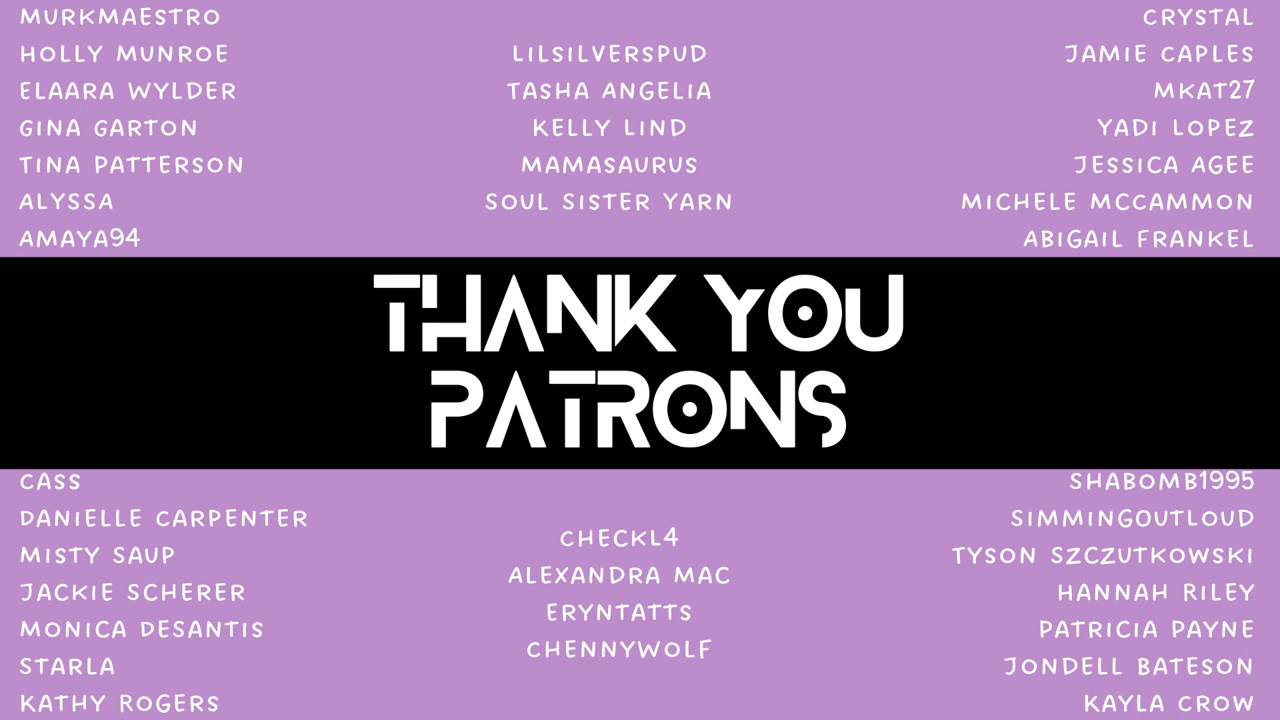 MURKMAESTRO
HOLLY MUNROE
ELAARA WYLDER
GINA GARTON
TINA PATTERSON
ALYSSA
AMAYA94
LILSILVERSPUD
TASHA ANGELIA
KELLY LIND
MAMASAURUS
SOUL SISTER YARN
CRYSTAL
JAMIE CAPLES
MKAT27
YADI LOPEZ
JESSICA AGEE
MICHELE MCCAMMON
ABIGAIL FRANKEL
THANK YOU
PATRONS
CASS
DANIELLE CARPENTER
MISTY SAUP
JACKIE SCHERER
MONICA DESANTIS
STARLA
KATHY ROGERS
CHECKL4
ALEXANDRA MAC
ERYNTATTS
CHENNYWOLF
SHABOMB1995
SIMMINGOUTLOUD
TYSON SZCZUTKOWSKI
HANNAH RILEY
PATRICIA PAYNE
JONDELL BATESON
KAYLA CROW